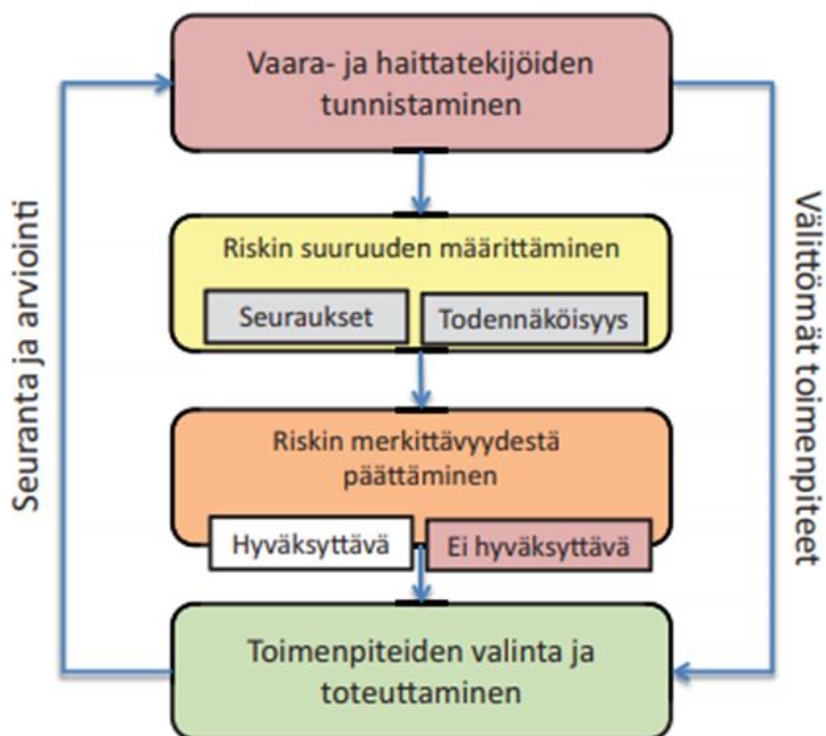 Vaara- ja haittatekijöiden
tunnistaminen
Riskin suuruuden määrittäminen
Seuraukset
Todennäköisyys
Riskin merkittävyydestä
päättäminen
Hyväksyttävä
Ei hyväksyttävä
Toimenpiteiden valinta ja
toteuttaminen
Seuranta ja arviointi
Välittömät toimenpiteet